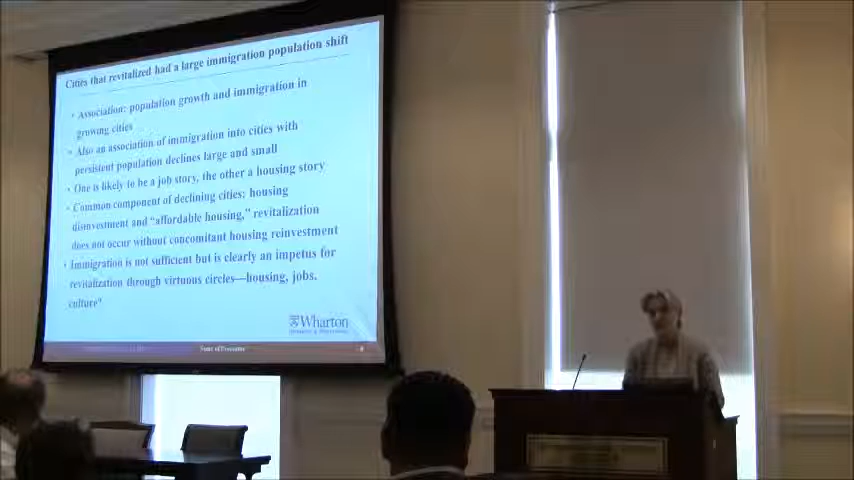 Cities that revitalized had a large immigration population shift
• Association: population growth and immigration in
growing cities
• Also an association of immigration into cities with
persistent population declines large and small
• One is likely to be a job story, the other a housing story
• Common component of declining cities: housing
disinvestment and “affordable housing,” revitalization
does not occur without concomitant housing reinvestment
• Immigration is not sufficient but is clearly an impetus for
revitalization through virtuous circles—housing, jobs.
culture"
Wharton